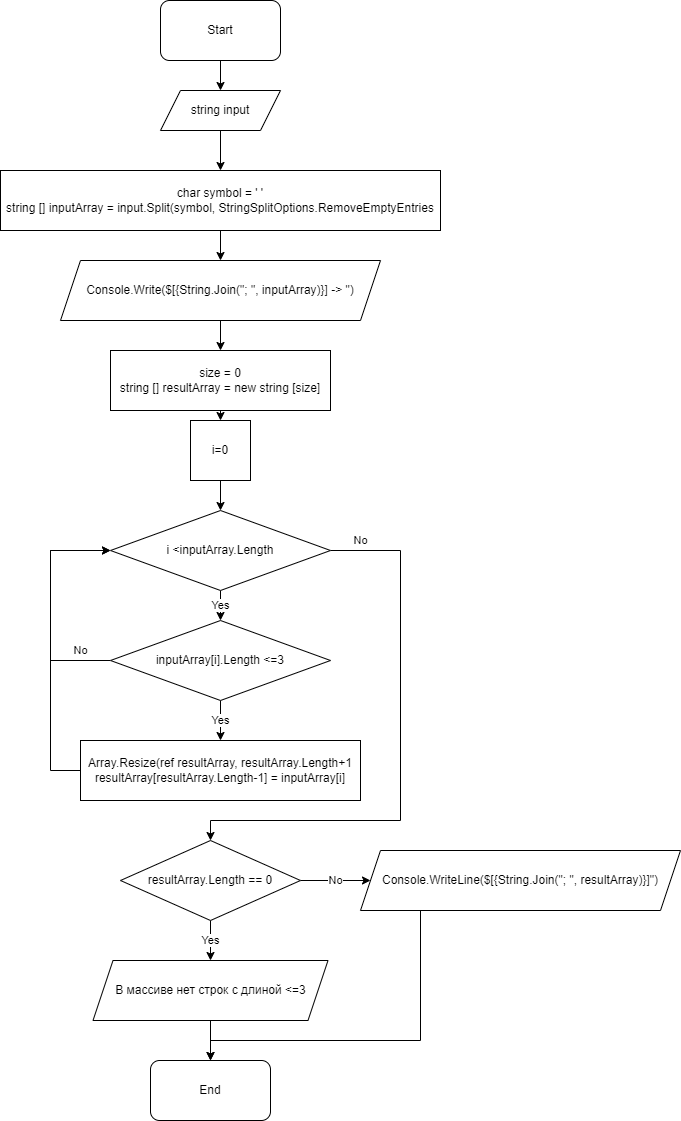 Start
string input
char symbol = ' '
string [] inputArray = input.Split(symbol, StringSplitOptions.RemoveEmptyEntries
Console.Write($[{String.Join("; ", inputArray)}] -> ")
size = 0
string [] resultArray = new string [size]
i=0
i <inputArray.Length
No
Yes
inputArray[i].Length <=3
No
Yes
Array.Resize(ref resultArray, resultArray.Length+1
resultArray[resultArray.Length-1] = inputArray[i]
resultArray.Length == 0
No
Console.WriteLine($[{String.Join("; ", resultArray)}]")
Yes
В массиве нет строк с длиной <=3
End